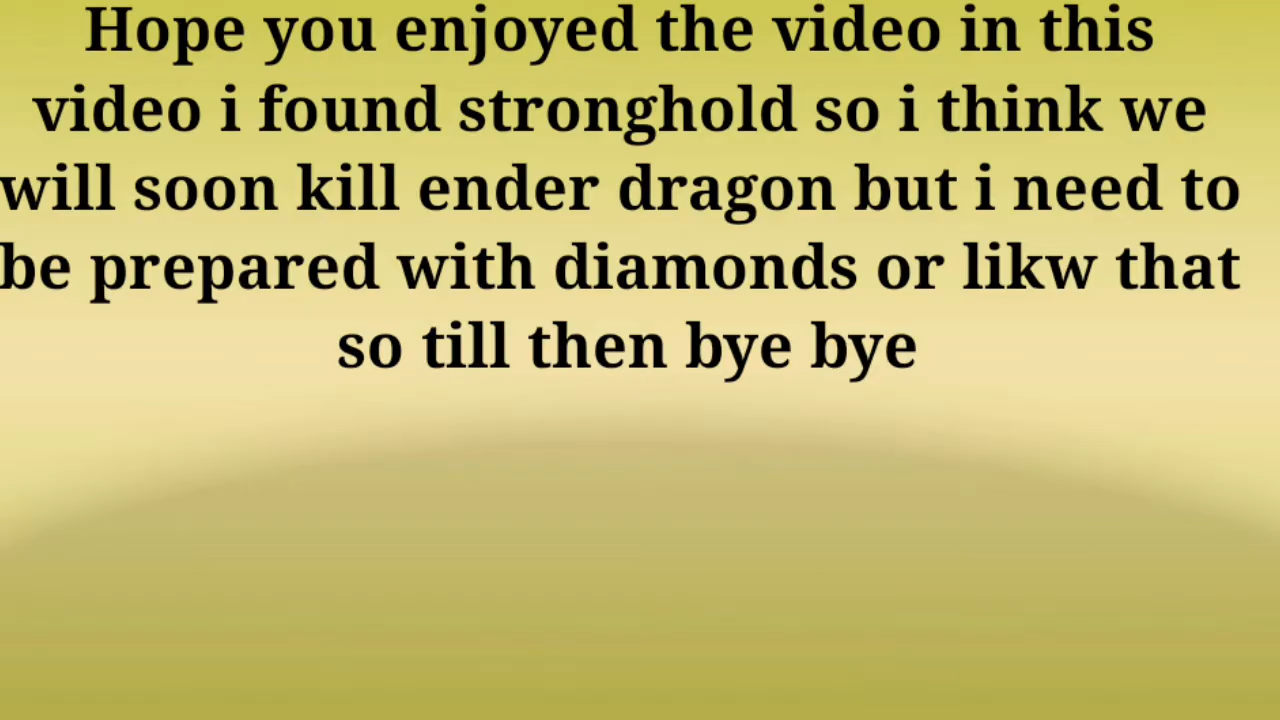 Hope you enjoyed the video in this
video i found stronghold so i think we
will soon kill ender dragon but i need to
be prepared with diamonds or likw that
so till then bye bye